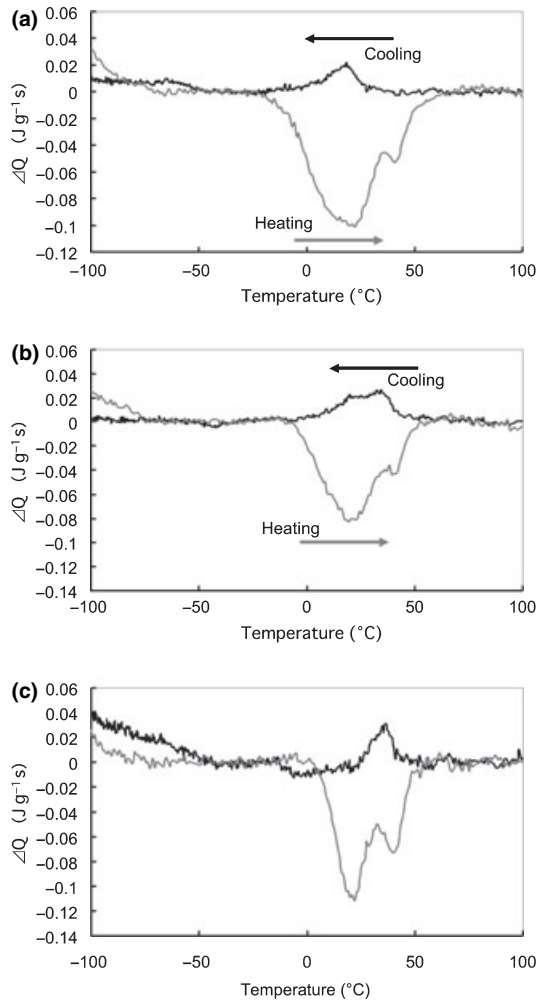 (a)
0.06
0.04
0.02
0
–0.02
–0.04
–0.06
–0.08
–0.1
–0.12
⊿Q (J g⁻¹ s)
Cooling
Heating
–100 –50 0 50 100
Temperature (°C)
(b)
0.06
0.04
0.02
0
–0.02
–0.04
–0.06
–0.08
–0.1
–0.12
–0.14
⊿Q (J g⁻¹ s)
Cooling
Heating
–100 –50 0 50 100
Temperature (°C)
(c)
0.06
0.04
0.02
0
–0.02
–0.04
–0.06
–0.08
–0.1
–0.12
–0.14
⊿Q (J g⁻¹ s)
–100 –50 0 50 100
Temperature (°C)